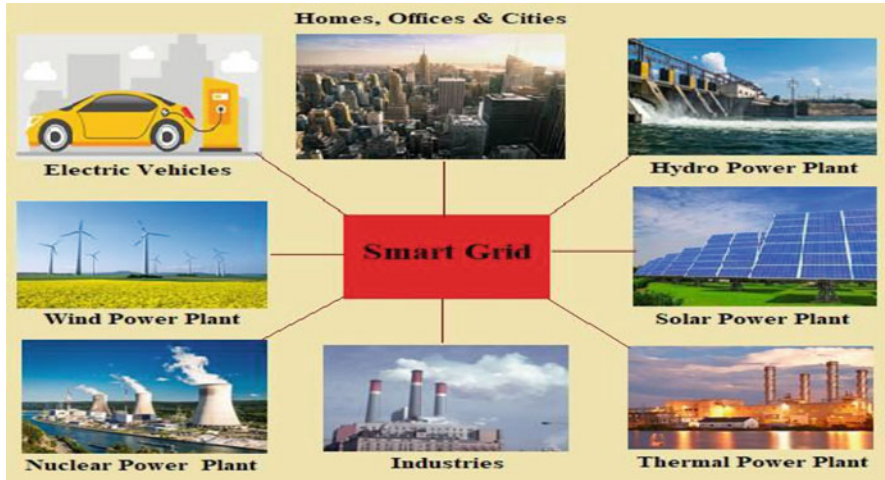 Homes, Offices & Cities
Electric Vehicles
Hydro Power Plant
Smart Grid
Wind Power Plant
Solar Power Plant
Nuclear Power Plant
Industries
Thermal Power Plant